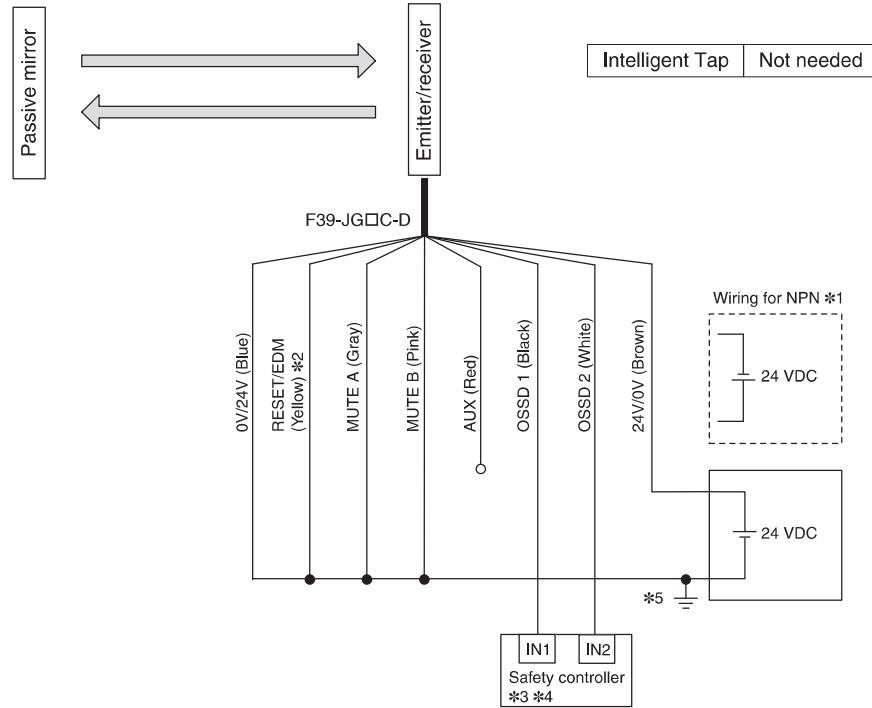 Passive mirror
Emitter/receiver
Intelligent Tap Not needed
F39-JG□C-D
0V/24V (Blue)
RESET/EDM
(Yellow) ✽2
MUTE A (Gray)
MUTE B (Pink)
AUX (Red)
OSSD 1 (Black)
OSSD 2 (White)
24V/0V (Brown)
Wiring for NPN ✽1
24 VDC
24 VDC
✽5
IN1 IN2
Safety controller
✽3 ✽4